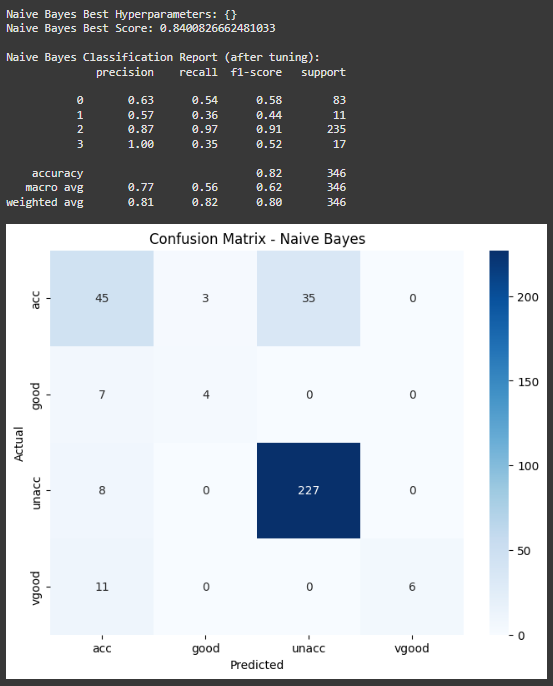 Naive Bayes Best Hyperparameters: {}
Naive Bayes Best Score: 0.8400826662481033
Naive Bayes Classification Report (after tuning):
precision recall f1-score support
0 0.63 0.54 0.58 83
1 0.57 0.36 0.44 11
2 0.87 0.97 0.91 235
3 1.00 0.35 0.52 17
accuracy 0.82 346
macro avg 0.77 0.56 0.62 346
weighted avg 0.81 0.82 0.80 346
Confusion Matrix - Naive Bayes
acc 45 3 35 0
good 7 4 0 0
unacc 8 0 227 0
vgood 11 0 0 6
acc good unacc vgood
Predicted
Actual
200
150
100
50
0